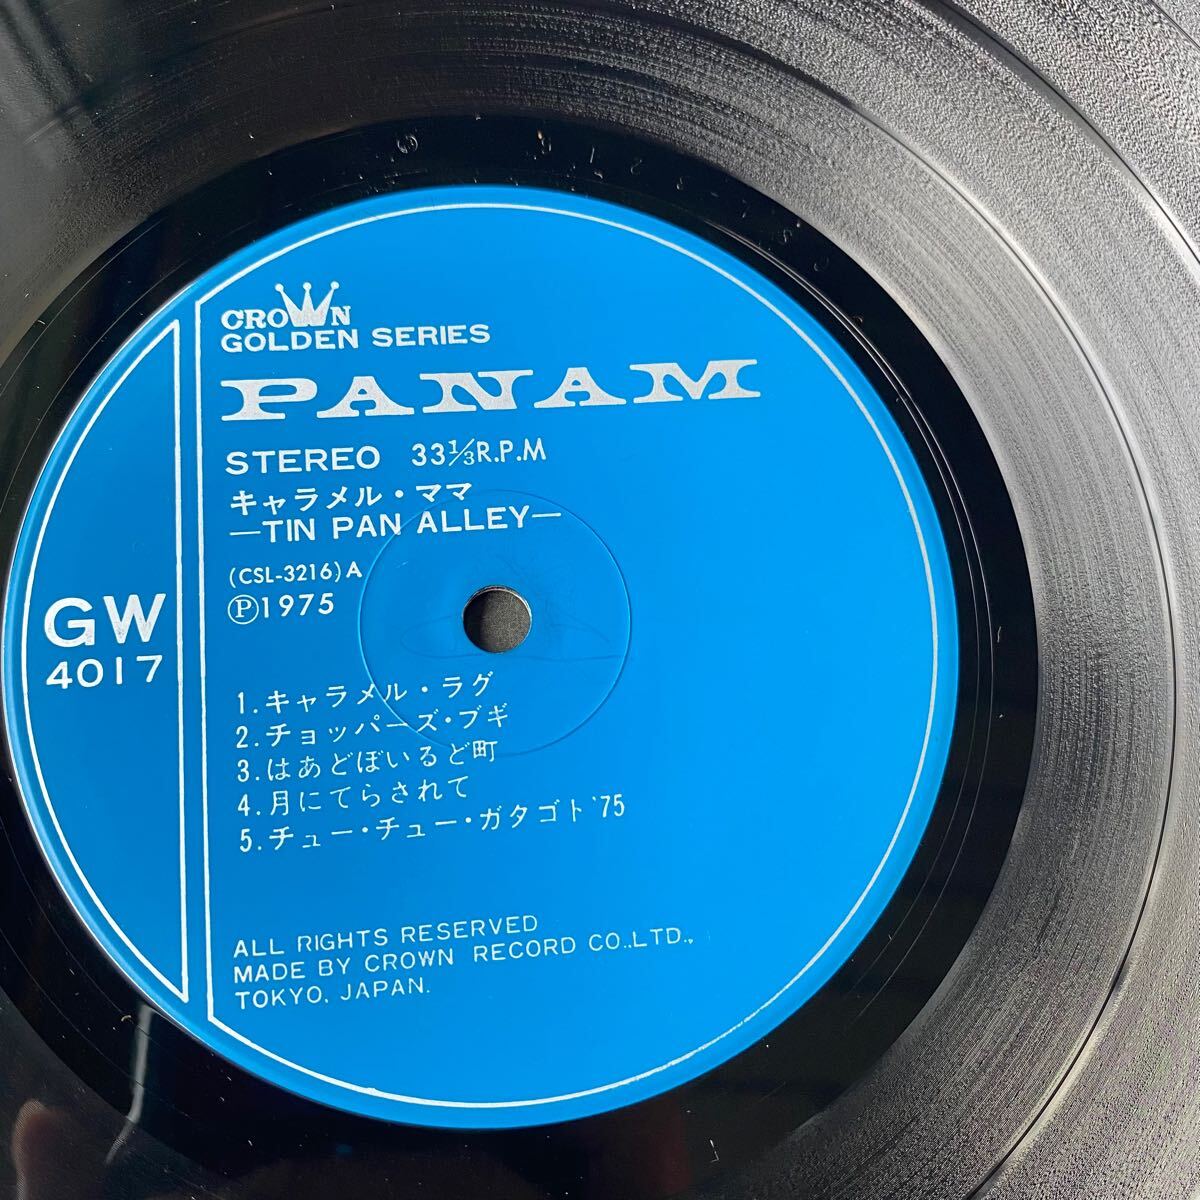 CROWN
GOLDEN SERIES
PANAM
STEREO 33⅓R.P.M
キャラメル・ママ
—TIN PAN ALLEY—
(CSL-3216) A
Ⓟ1975
GW
4017
1.キャラメル・ラグ
2.チョッパーズ・ブギ
3.はあどぼいるど町
4.月にてらされて
5.チュー・チュー・ガタゴト '75
ALL RIGHTS RESERVED
MADE BY CROWN RECORD CO.,LTD.,
TOKYO, JAPAN.